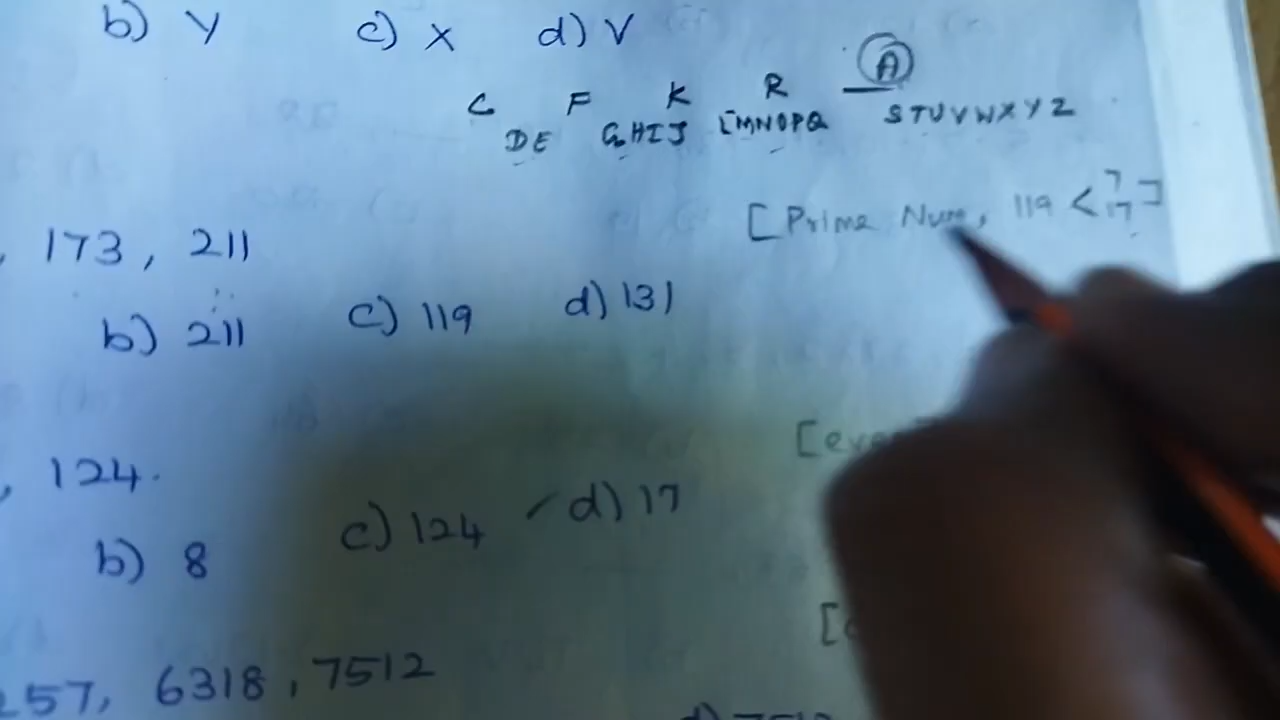 b) Y c) X d) V
C F K R A
DE GHIJ LMNOPQ STUVWXYZ
[Prime Num, 119 < 7 17]
, 173, 211
b) 211 c) 119 d) 131
, 124.
b) 8 c) 124 ✓ d) 17
257, 6318, 7512